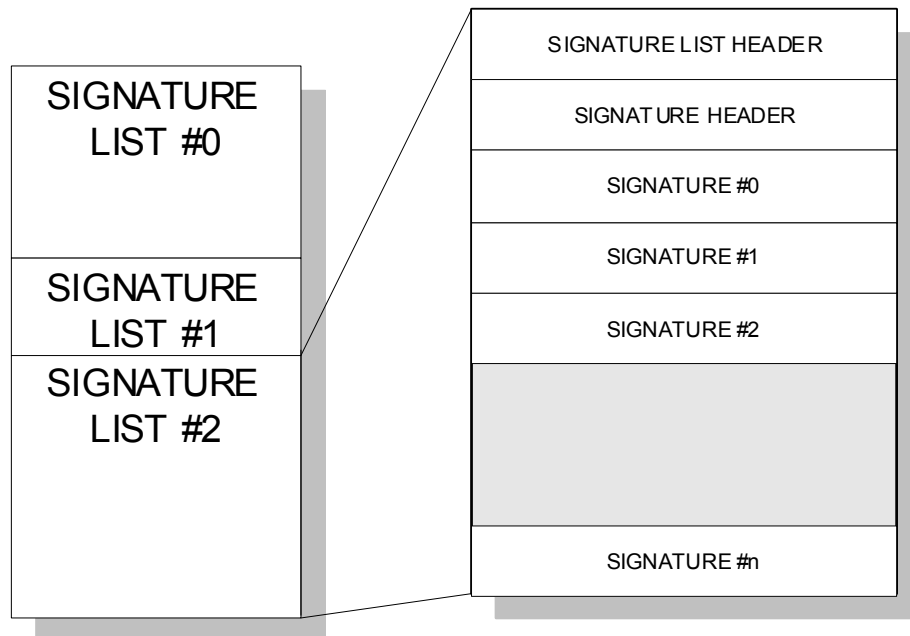 SIGNATURE
LIST #0
SIGNATURE
LIST #1
SIGNATURE
LIST #2
SIGNATURE LIST HEADER
SIGNATURE HEADER
SIGNATURE #0
SIGNATURE #1
SIGNATURE #2
SIGNATURE #n